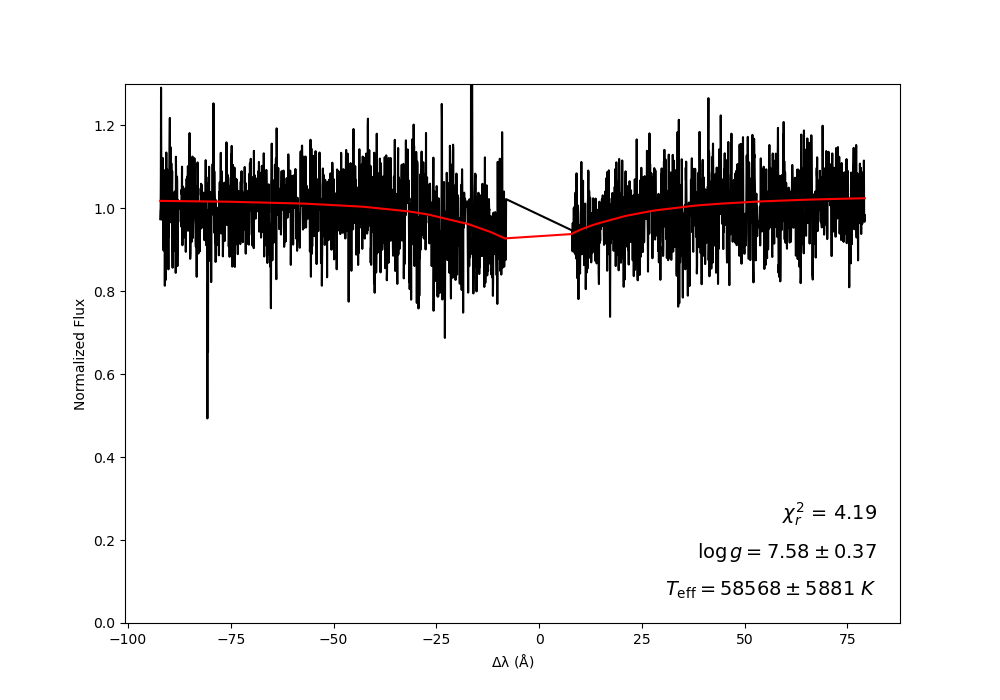 1.2
1.0
0.8
0.6
0.4
0.2
0.0
Normalized Flux
χ²ᵣ = 4.19
log g = 7.58 ± 0.37
T_eff = 58568 ± 5881 K
−100 −75 −50 −25 0 25 50 75
Δλ (Å)